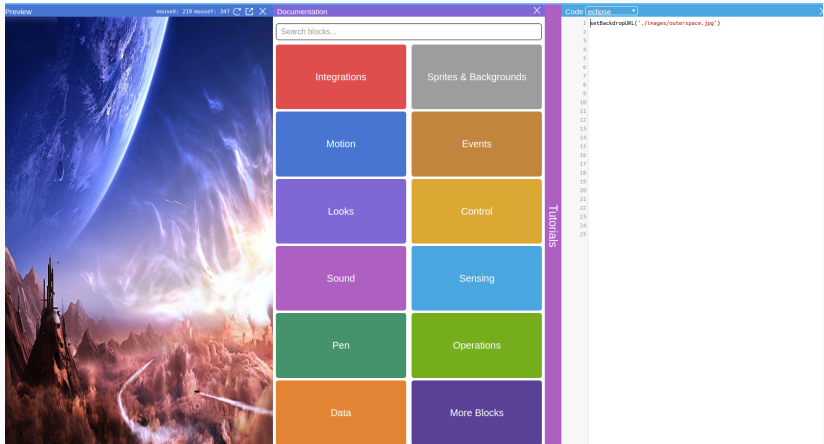 Preview mouseX: 219 mouseY: 347
Documentation
Search blocks...
Integrations
Sprites & Backgrounds
Motion
Events
Looks
Control
Sound
Sensing
Pen
Operations
Data
More Blocks
Tutorials
Code eclipse
1 setBackdropURL('./images/outerspace.jpg')
2
3
4
5
6
7
8
9
10
11
12
13
14
15
16
17
18
19
20
21
22
23
24
25